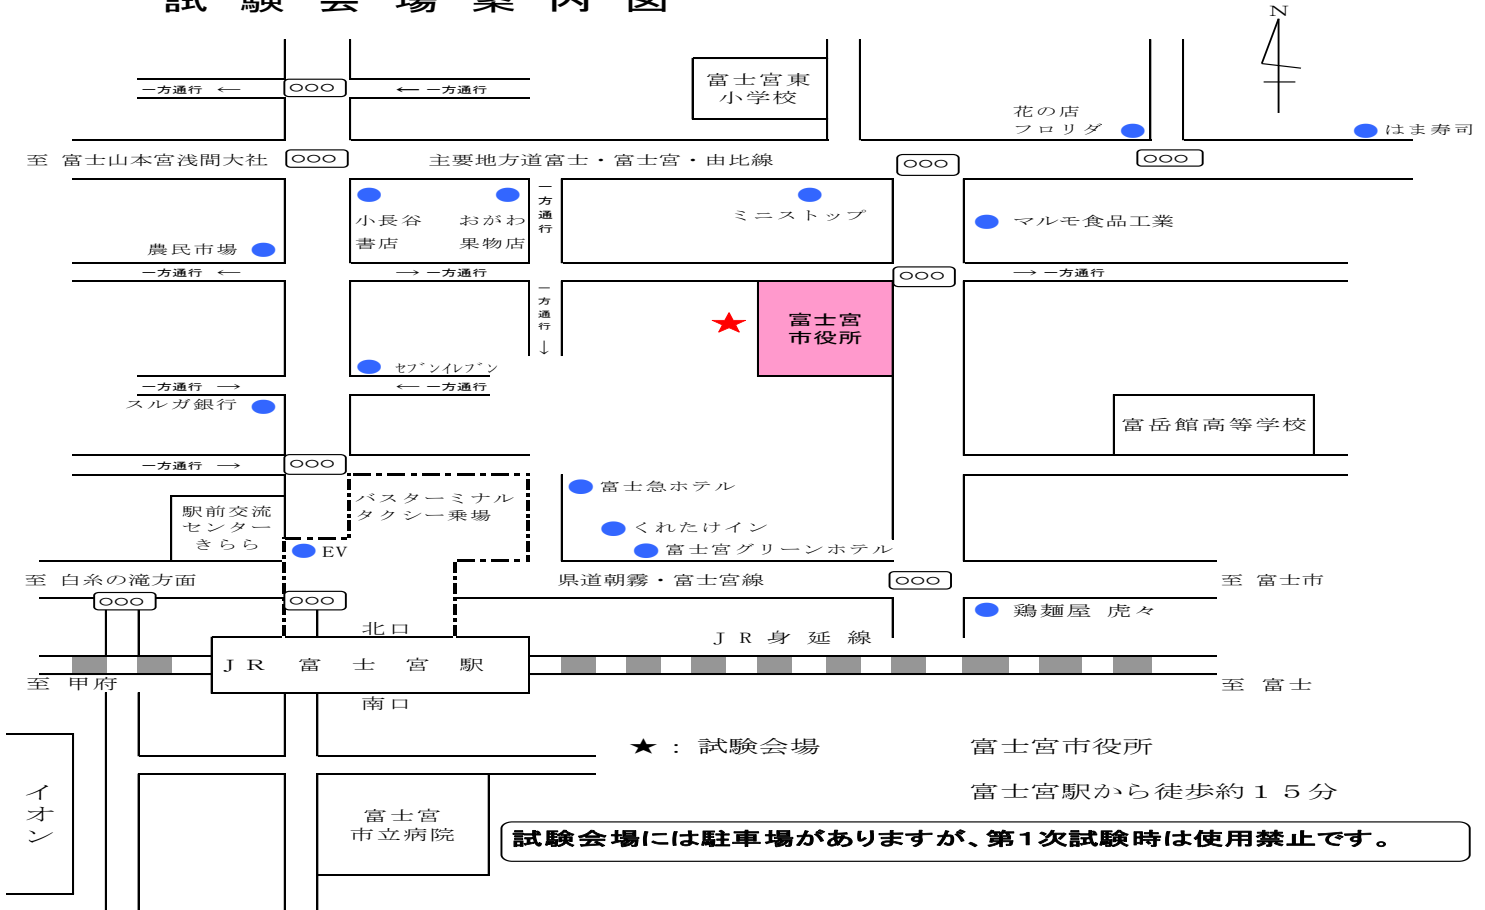 試験会場案内図
N
一方通行 ←
○○○
← 一方通行
富士宮東
小学校
花の店
フロリダ
はま寿司
至 富士山本宮浅間大社
○○○
主要地方道富士・富士宮・由比線
○○○
○○○
小長谷
書店
おがわ
果物店
一方通行
ミニストップ
マルモ食品工業
農民市場
一方通行 ←
→ 一方通行
○○○
→ 一方通行
一方通行 ↓
★
富士宮
市役所
セブンイレブン
一方通行 →
← 一方通行
スルガ銀行
富岳館高等学校
一方通行 →
○○○
バスターミナル
タクシー乗場
富士急ホテル
駅前交流
センター
きらら
くれたけイン
EV
富士宮グリーンホテル
至 白糸の滝方面
県道朝霧・富士宮線
○○○
至 富士市
○○○
○○○
鶏麺屋 虎々
北口
JR身延線
JR 富士宮駅
至 甲府
至 富士
南口
★：試験会場
富士宮市役所
富士宮駅から徒歩約15分
イオン
富士宮
市立病院
試験会場には駐車場がありますが、第1次試験時は使用禁止です。